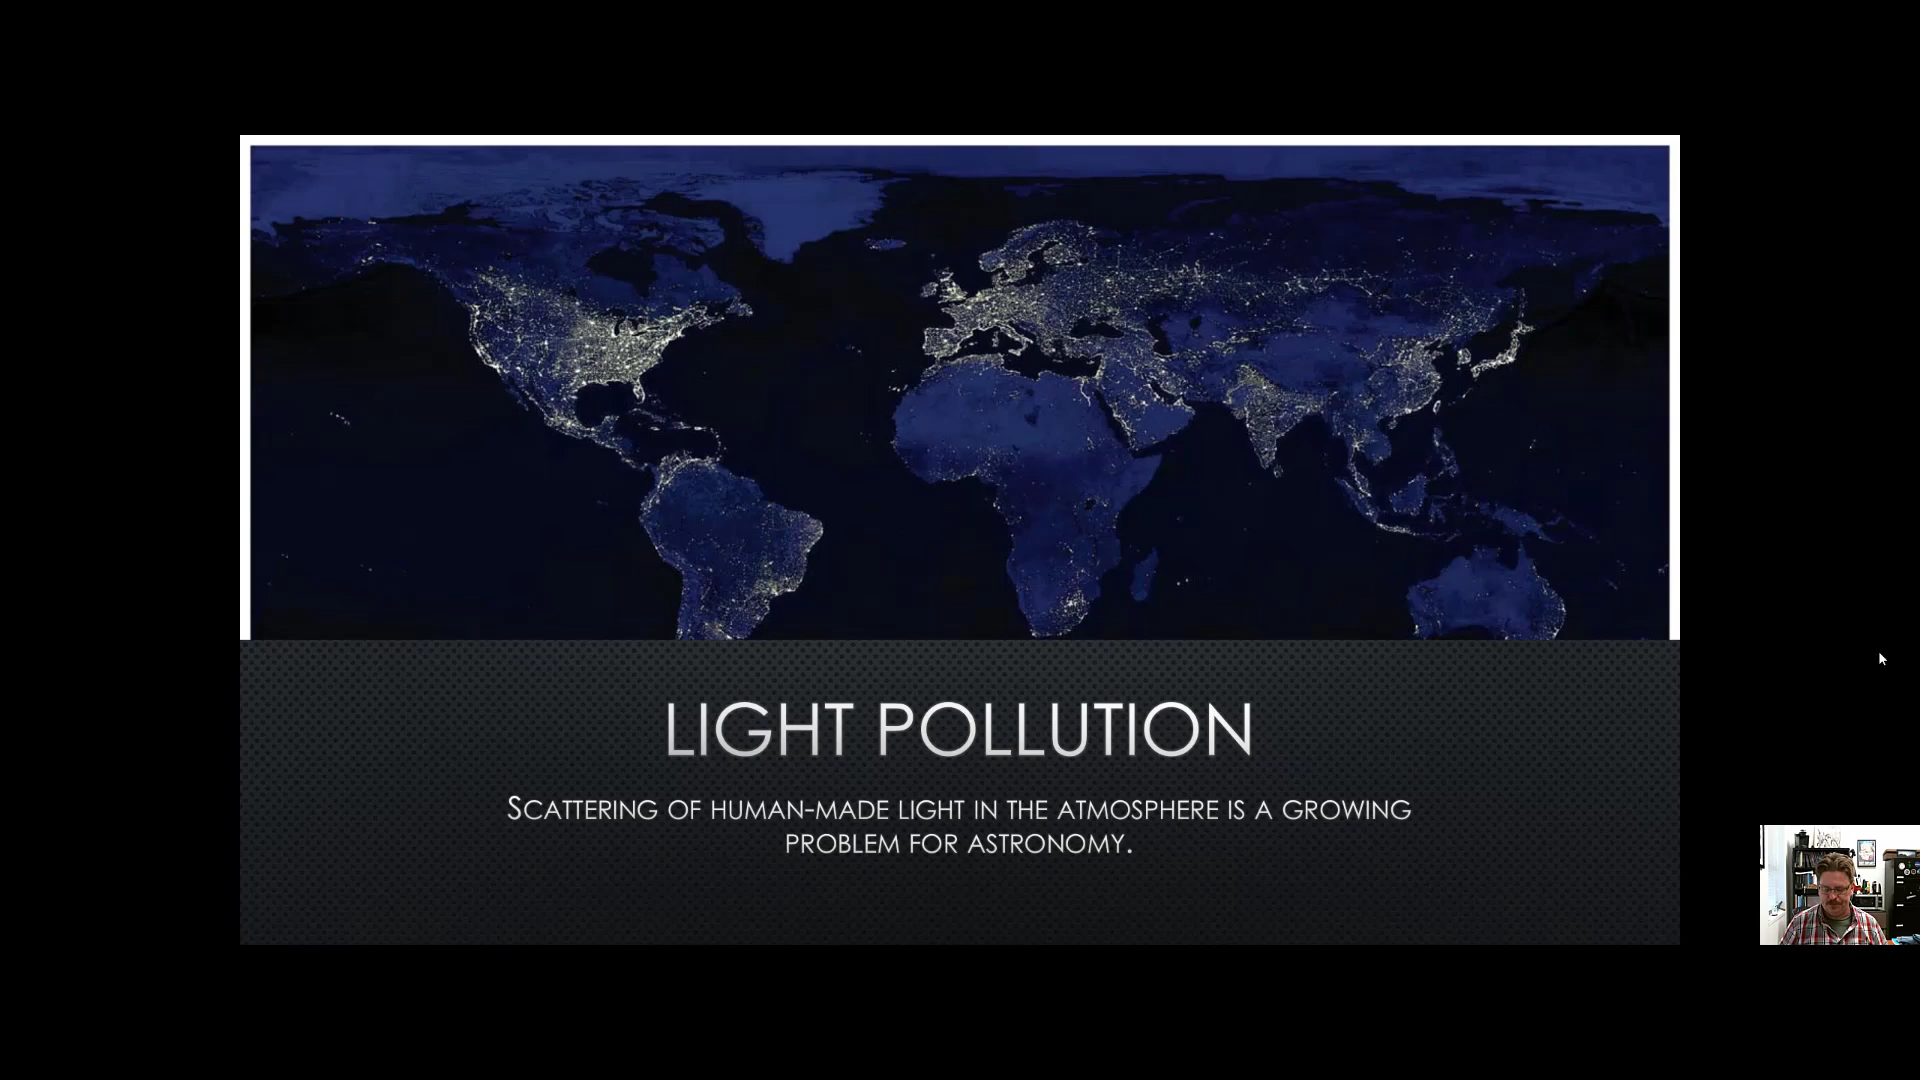 LIGHT POLLUTION
SCATTERING OF HUMAN-MADE LIGHT IN THE ATMOSPHERE IS A GROWING
PROBLEM FOR ASTRONOMY.